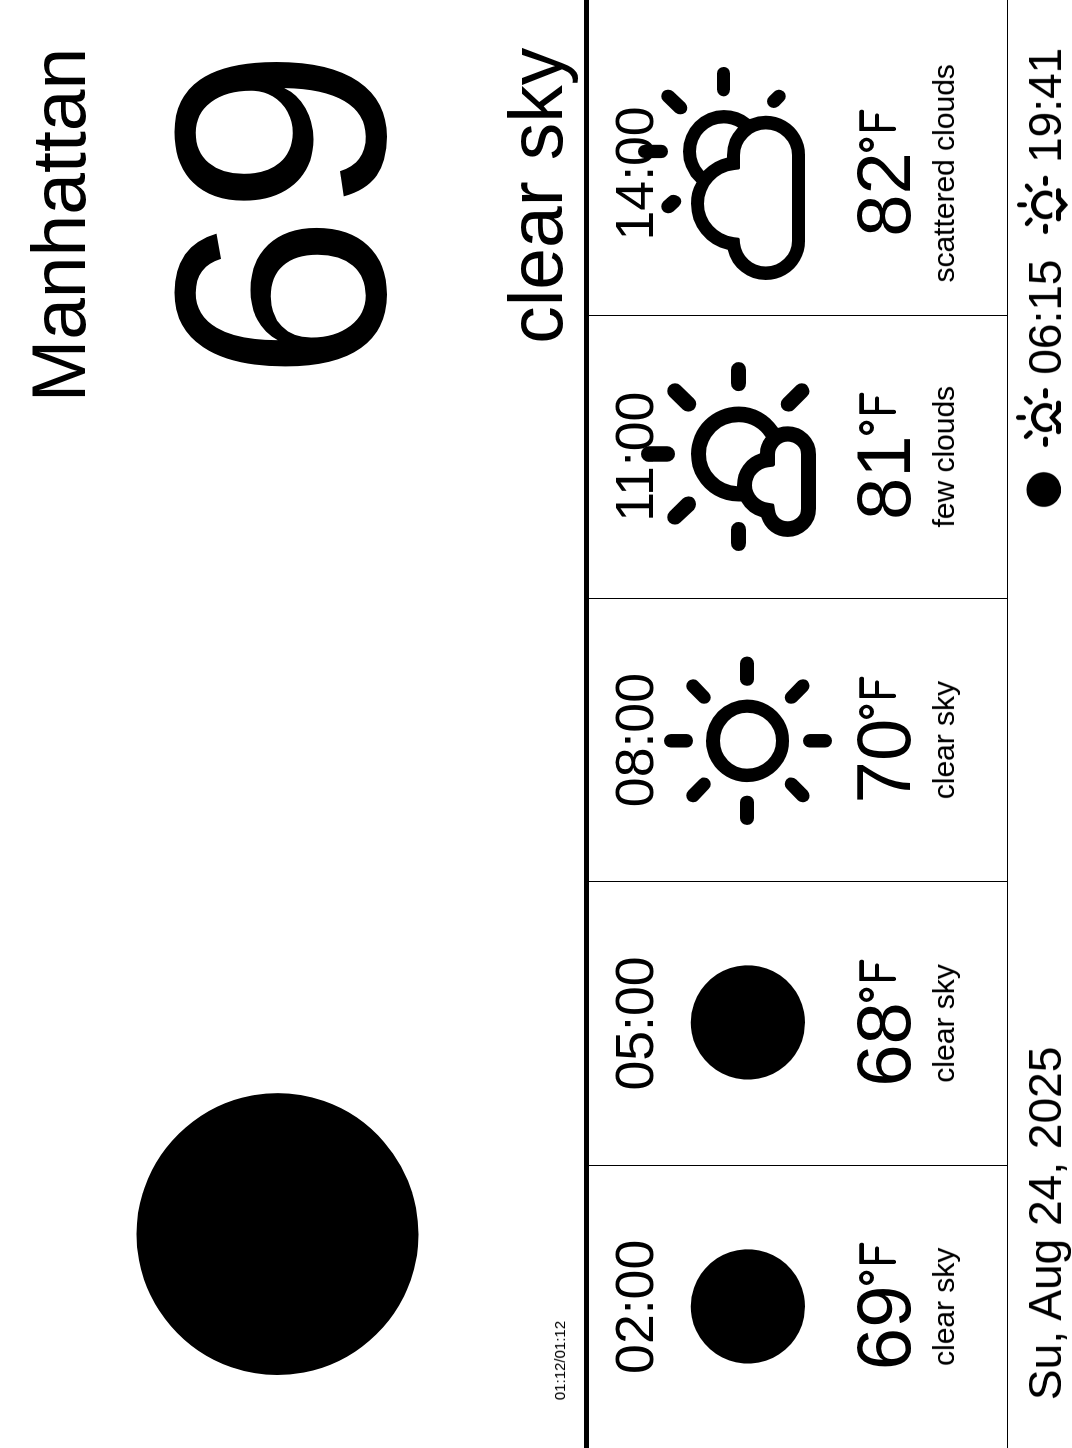 Manhattan
69
clear sky
01:12/01:12
02:00 05:00 08:00 11:00 14:00
69°F 68°F 70°F 81°F 82°F
clear sky clear sky clear sky few clouds scattered clouds
Su, Aug 24, 2025 06:15 19:41